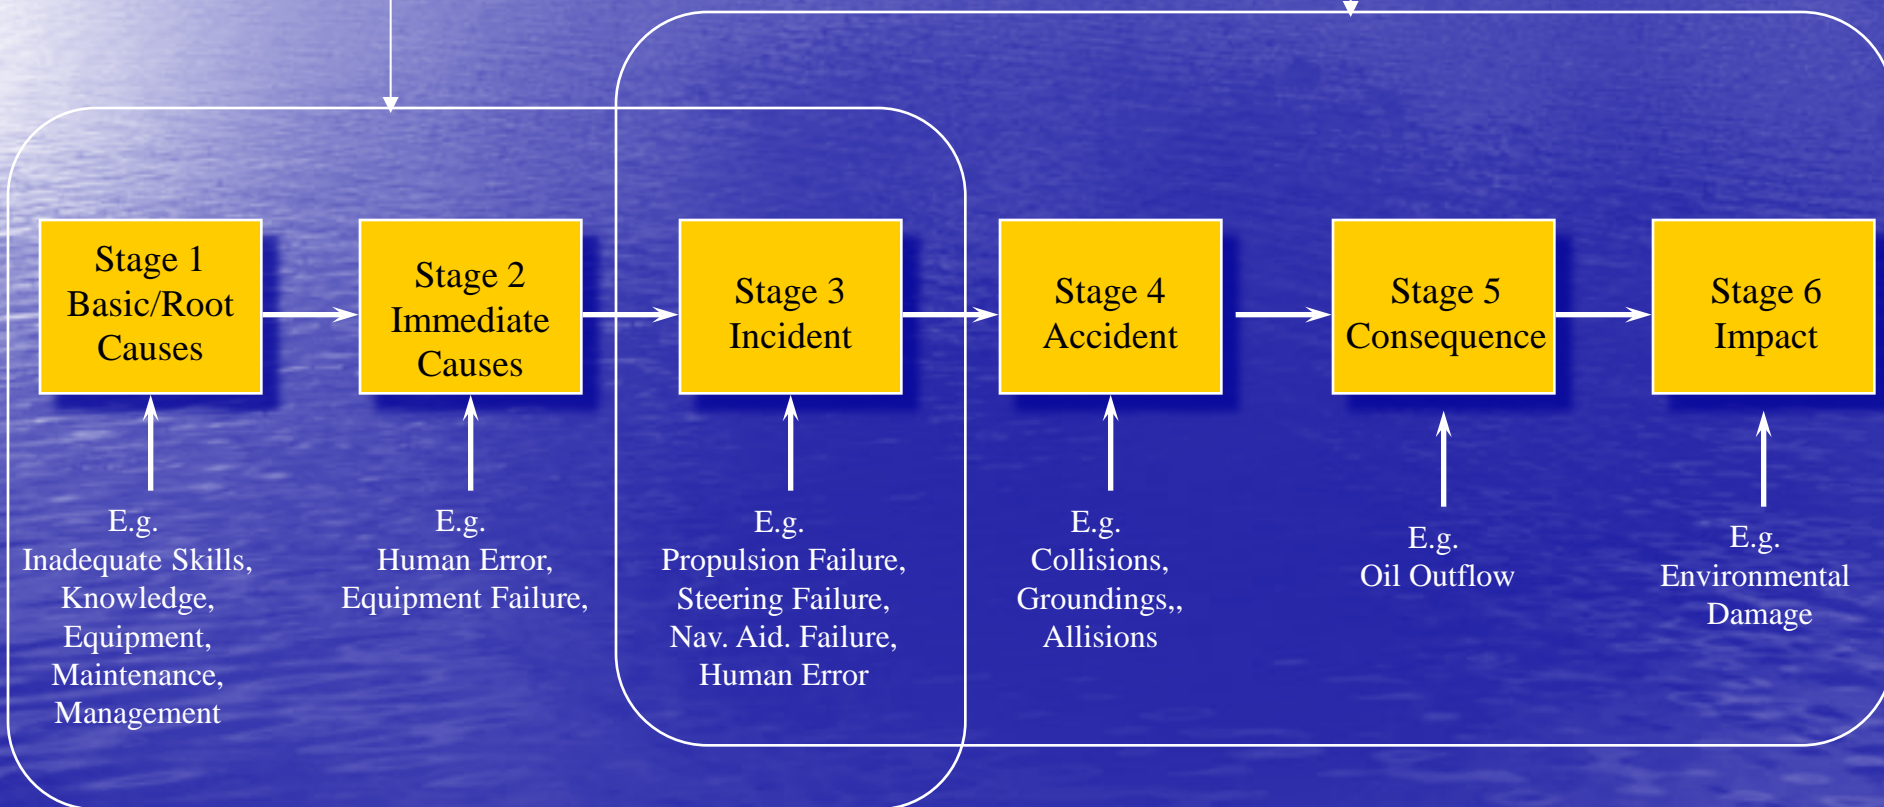 Stage 1
Basic/Root
Causes
Stage 2
Immediate
Causes
Stage 3
Incident
Stage 4
Accident
Stage 5
Consequence
Stage 6
Impact
E.g.
Inadequate Skills,
Knowledge,
Equipment,
Maintenance,
Management
E.g.
Human Error,
Equipment Failure,
E.g.
Propulsion Failure,
Steering Failure,
Nav. Aid. Failure,
Human Error
E.g.
Collisions,
Groundings,,
Allisions
E.g.
Oil Outflow
E.g.
Environmental
Damage